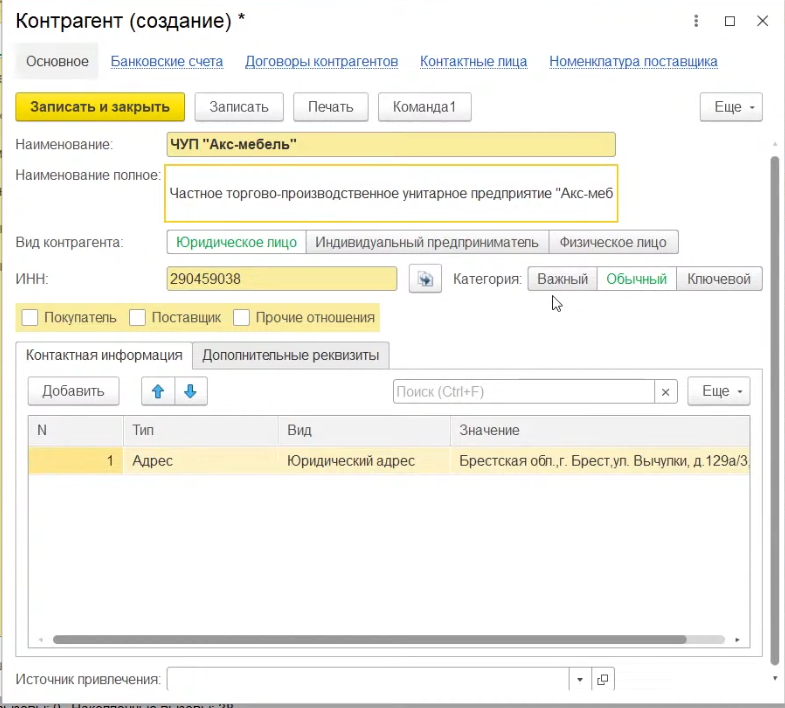 Контрагент (создание) *
Основное Банковские счета Договоры контрагентов Контактные лица Номенклатура поставщика
Записать и закрыть Записать Печать Команда1 Еще
Наименование: ЧУП "Акс-мебель"
Наименование полное: Частное торгово-производственное унитарное предприятие "Акс-меб
Вид контрагента: Юридическое лицо Индивидуальный предприниматель Физическое лицо
ИНН: 290459038 Категория: Важный Обычный Ключевой
Покупатель Поставщик Прочие отношения
Контактная информация Дополнительные реквизиты
Добавить Поиск (Ctrl+F) × Еще
N Тип Вид Значение
1 Адрес Юридический адрес Брестская обл.,г. Брест,ул. Вычулки, д.129а/3,
Источник привлечения: